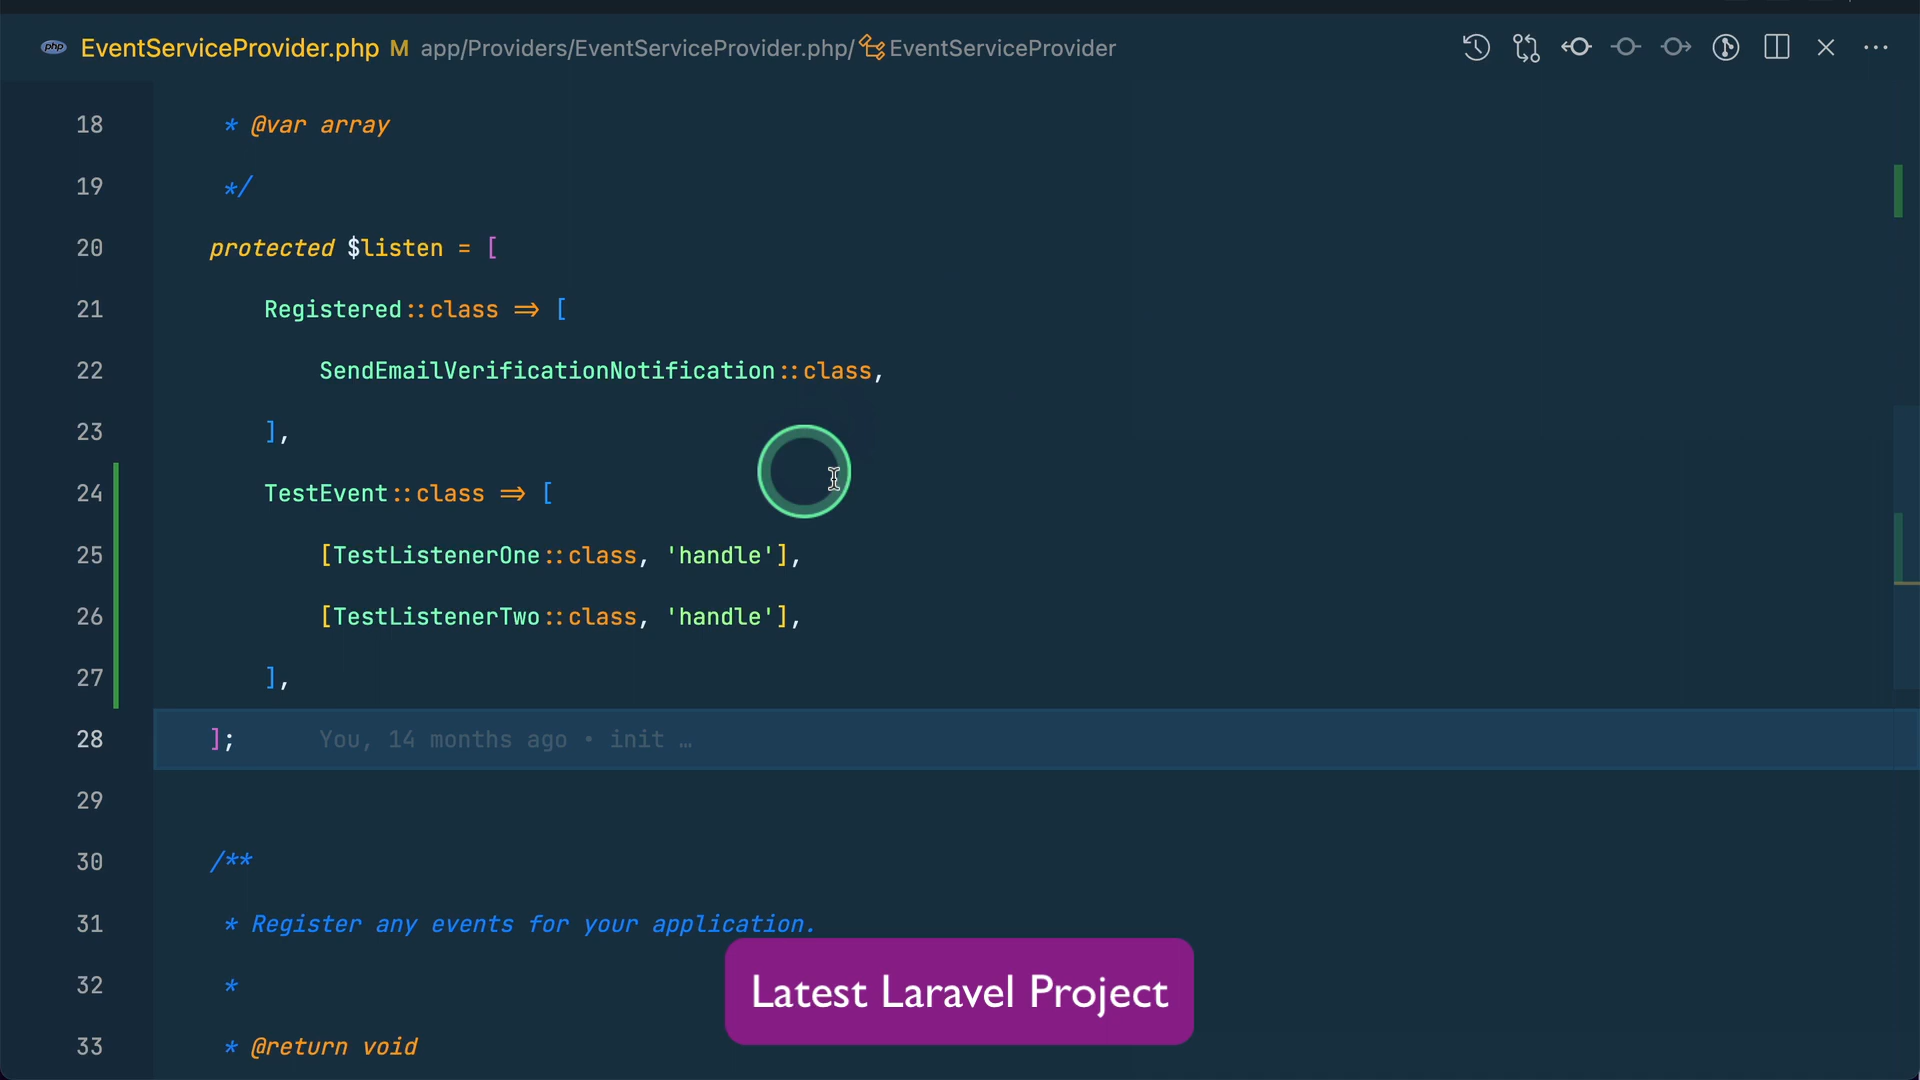 php EventServiceProvider.php M app/Providers/EventServiceProvider.php/ EventServiceProvider
18 * @var array
19 */
20 protected $listen = [
21 Registered::class => [
22 SendEmailVerificationNotification::class,
23 ],
24 TestEvent::class => [
25 [TestListenerOne::class, 'handle'],
26 [TestListenerTwo::class, 'handle'],
27 ],
28 ]; You, 14 months ago • init …
29
30 /**
31 * Register any events for your application.
32 *
33 * @return void
Latest Laravel Project